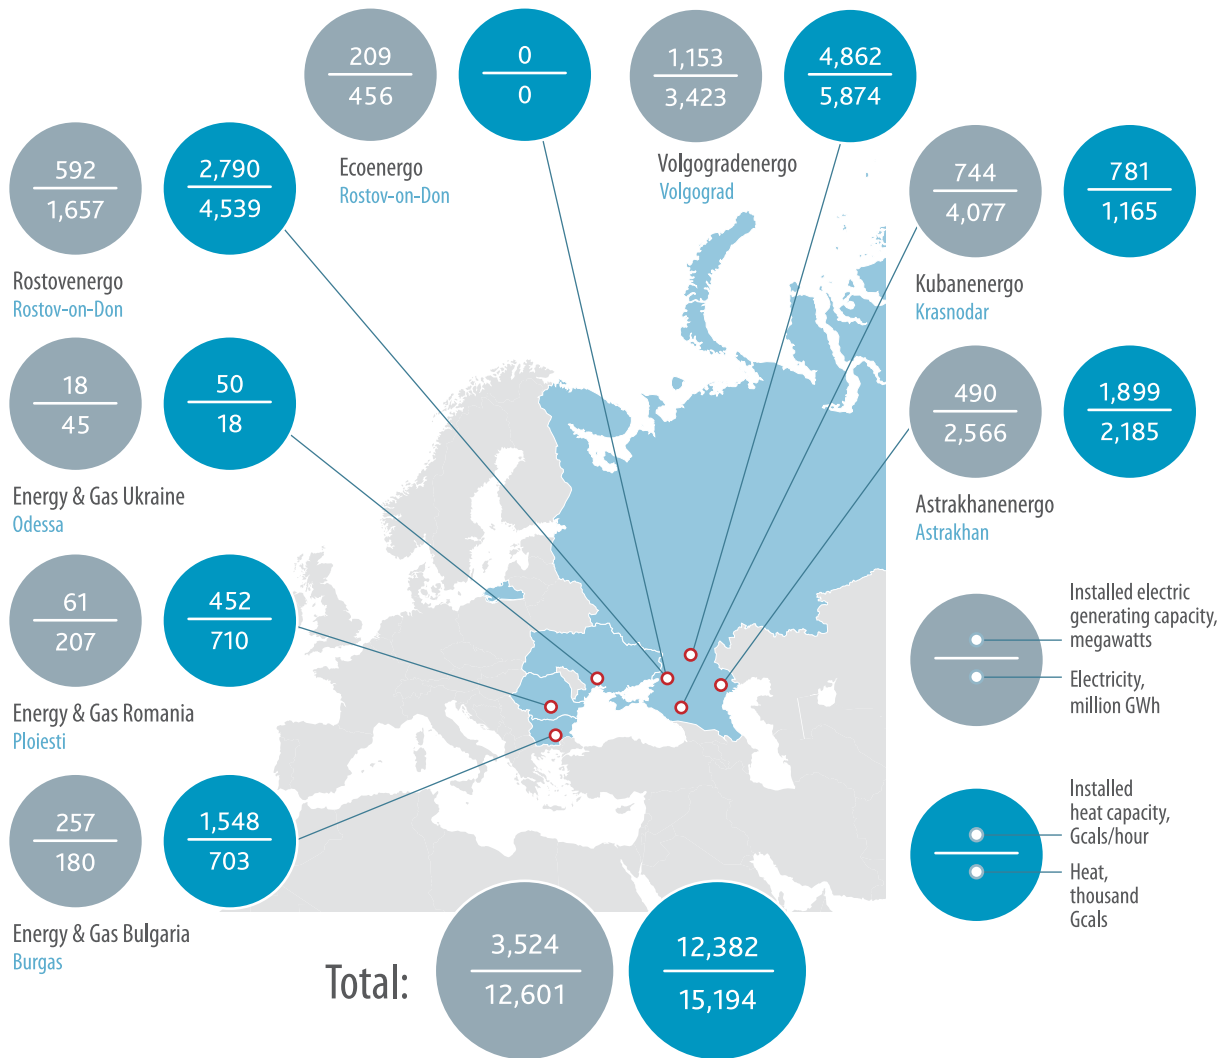 209
456
0
0
Ecoenergo
Rostov-on-Don
1,153
3,423
4,862
5,874
Volgogradenergo
Volgograd
592
1,657
2,790
4,539
Rostovenergo
Rostov-on-Don
744
4,077
781
1,165
Kubanenergo
Krasnodar
18
45
50
18
Energy & Gas Ukraine
Odessa
490
2,566
1,899
2,185
Astrakhanenergo
Astrakhan
61
207
452
710
Energy & Gas Romania
Ploiesti
Installed electric
generating capacity,
megawatts
Electricity,
million GWh
257
180
1,548
703
Energy & Gas Bulgaria
Burgas
Installed
heat capacity,
Gcals/hour
Heat,
thousand
Gcals
Total:
3,524
12,601
12,382
15,194